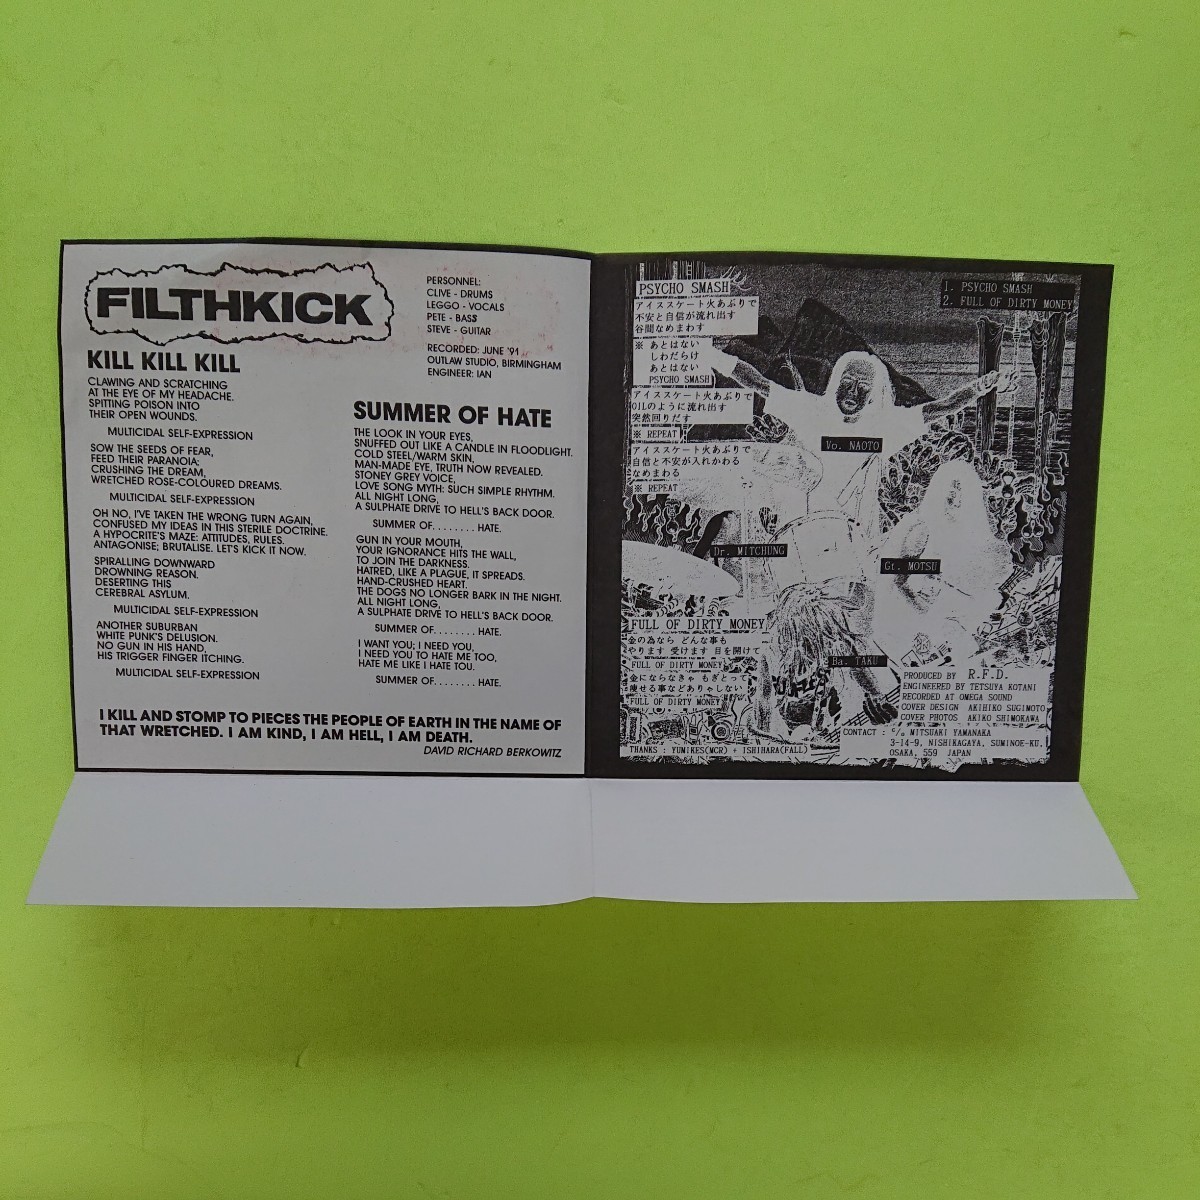 FILTHKICK
PERSONNEL:
CLIVE - DRUMS
LEGGO - VOCALS
PETE - BASS
STEVE - GUITAR
RECORDED: JUNE '91
OUTLAW STUDIO, BIRMINGHAM
ENGINEER: IAN
KILL KILL KILL
CLAWING AND SCRATCHING
AT THE EYE OF MY HEADACHE.
SPITTING POISON INTO
THEIR OPEN WOUNDS.
MULTICIDAL SELF-EXPRESSION
SOW THE SEEDS OF FEAR,
FEED THEIR PARANOIA:
CRUSHING THE DREAM,
WRETCHED ROSE-COLOURED DREAMS.
MULTICIDAL SELF-EXPRESSION
OH NO, I'VE TAKEN THE WRONG TURN AGAIN,
CONFUSED MY IDEAS IN THIS STERILE DOCTRINE.
A HYPOCRITE'S MAZE: ATTITUDES, RULES.
ANTAGONISE; BRUTALISE. LET'S KICK IT NOW.
SPIRALLING DOWNWARD
DROWNING REASON.
DESERTING THIS
CEREBRAL ASYLUM.
MULTICIDAL SELF-EXPRESSION
ANOTHER SUBURBAN
WHITE PUNK'S DELUSION.
NO GUN IN HIS HAND,
HIS TRIGGER FINGER ITCHING.
MULTICIDAL SELF-EXPRESSION
SUMMER OF HATE
THE LOOK IN YOUR EYES,
SNUFFED OUT LIKE A CANDLE IN FLOODLIGHT.
COLD STEEL/WARM SKIN,
MAN-MADE EYE, TRUTH NOW REVEALED.
STONEY GREY VOICE,
LOVE SONG MYTH: SUCH SIMPLE RHYTHM.
ALL NIGHT LONG,
A SULPHATE DRIVE TO HELL'S BACK DOOR.
SUMMER OF........HATE.
GUN IN YOUR MOUTH,
YOUR IGNORANCE HITS THE WALL,
TO JOIN THE DARKNESS.
HATRED, LIKE A PLAGUE, IT SPREADS.
HAND-CRUSHED HEART.
THE DOGS NO LONGER BARK IN THE NIGHT.
ALL NIGHT LONG,
A SULPHATE DRIVE TO HELL'S BACK DOOR.
SUMMER OF........HATE.
I WANT YOU; I NEED YOU,
I NEED YOU TO HATE ME TOO,
HATE ME LIKE I HATE TOU.
SUMMER OF........HATE.
I KILL AND STOMP TO PIECES THE PEOPLE OF EARTH IN THE NAME OF
THAT WRETCHED. I AM KIND, I AM HELL, I AM DEATH.
DAVID RICHARD BERKOWITZ
PSYCHO SMASH
アイススケート火あぶりで
不安と自信が流れ出す
谷間なめまわす
※ あとはない
しわだらけ
あとはない
PSYCHO SMASH
アイススケート火あぶりで
OILのように流れ出す
突然回りだす
※ REPEAT
アイススケート火あぶりで
自信と不安が入れかわる
なめまわる
※ REPEAT
1. PSYCHO SMASH
2. FULL OF DIRTY MONEY
Vo. NAOTO
Dr. MITCHUNG
Gt. MOTSU
Ba. TAKU
FULL OF DIRTY MONEY
金の為なら どんな事も
やります 受けます 目を開けて
FULL OF DIRTY MONEY
金にならなきゃ もぎとって
痩せる事などありゃしない
FULL OF DIRTY MONEY
THANKS : YUMIKES(MCR) + ISHIHARA(FALL)
PRODUCED BY R.F.D.
ENGINEERED BY TETSUYA KOTANI
RECORDED AT OMEGA SOUND
COVER DESIGN AKIHIKO SUGIMOTO
COVER PHOTOS AKIKO SHIMOKAWA
CONTACT : c/o MITSUAKI YAMANAKA
3-14-9, NISHIKAGAYA, SUMINOE-KU,
OSAKA, 559 JAPAN